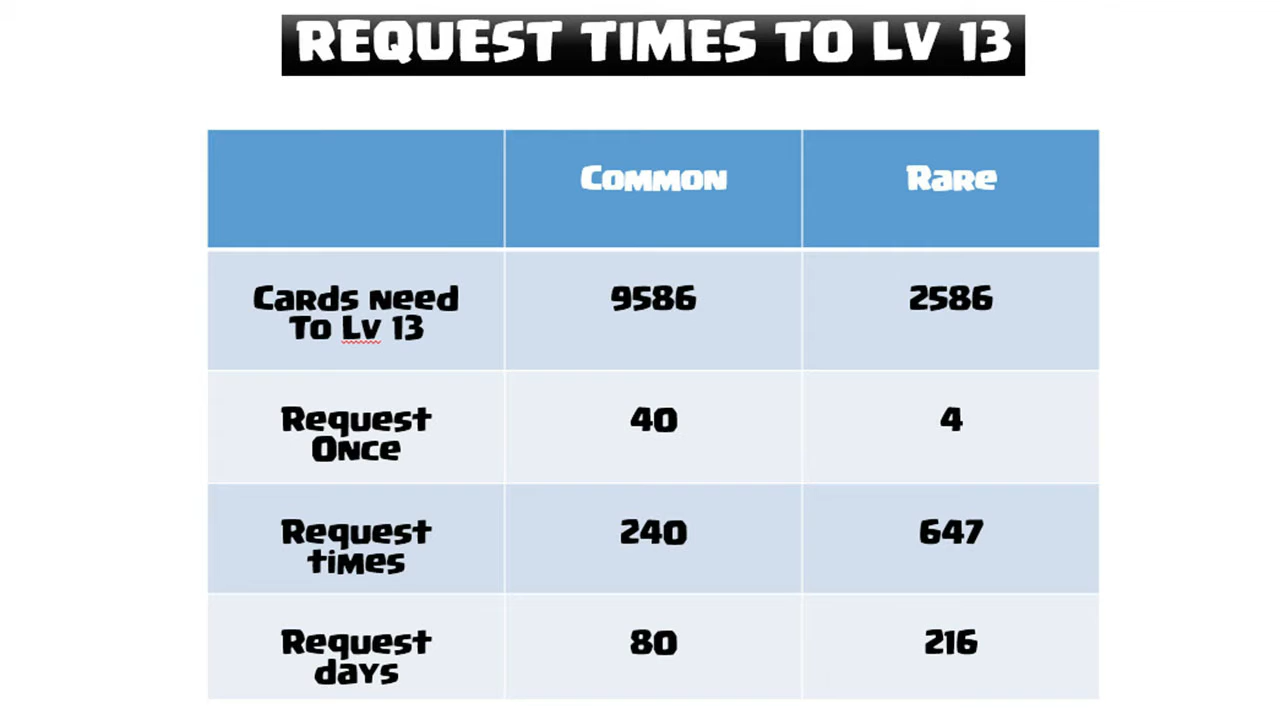 REQUEST TIMES TO LV 13
Common Rare
Cards need
To Lv 13
9586 2586
Request
Once
40 4
Request
times
240 647
Request
days
80 216